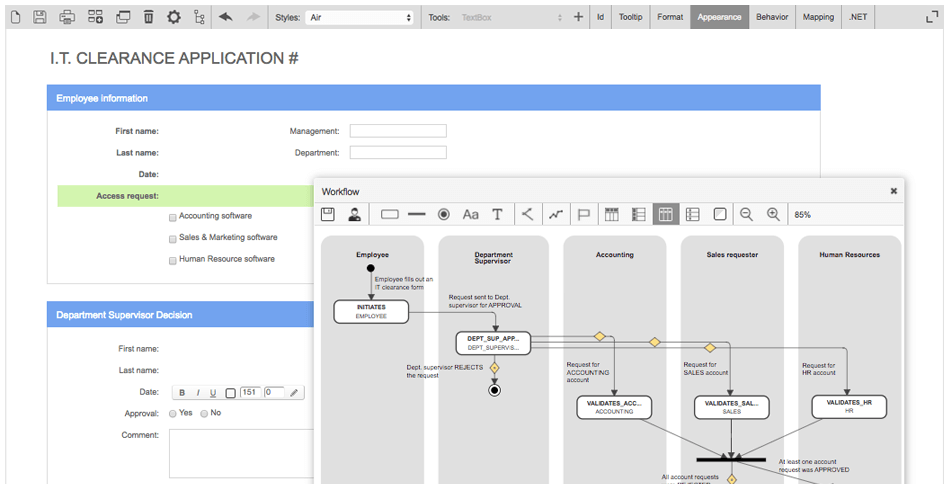 Styles: Air Tools: TextBox Id Tooltip Format Appearance Behavior Mapping .NET
I.T. CLEARANCE APPLICATION #
Employee information
First name: Management:
Last name: Department:
Date:
Access request:
Accounting software
Sales & Marketing software
Human Resource software
Department Supervisor Decision
First name:
Last name:
Date: B I U 151 0
Approval: Yes No
Comment:
Workflow
Aa T 85%
Employee
Department
Supervisor
Accounting
Sales requester
Human Resources
Employee fills out an
IT clearance form
INITIATES
EMPLOYEE
Request sent to Dept.
supervisor for APPROVAL
DEPT_SUP_APP...
DEPT_SUPERVIS...
Dept. supervisor REJECTS
the request
Request for
ACCOUNTING
account
Request for
SALES account
Request for
HR account
VALIDATES_ACC...
ACCOUNTING
VALIDATES_SAL...
SALES
VALIDATES_HR
HR
At least one account
request was APPROVED
All account requests